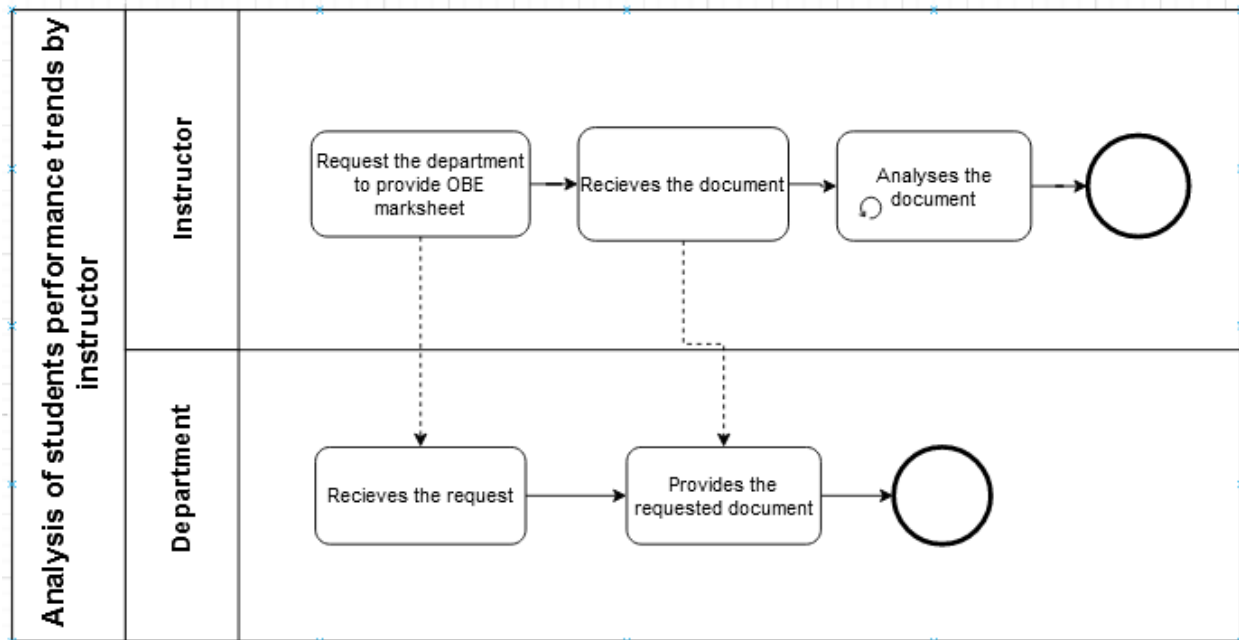 Analysis of students performance trends by
instructor
Instructor
Request the department
to provide OBE
marksheet
Recieves the document
Analyses the
document
Department
Recieves the request
Provides the
requested document